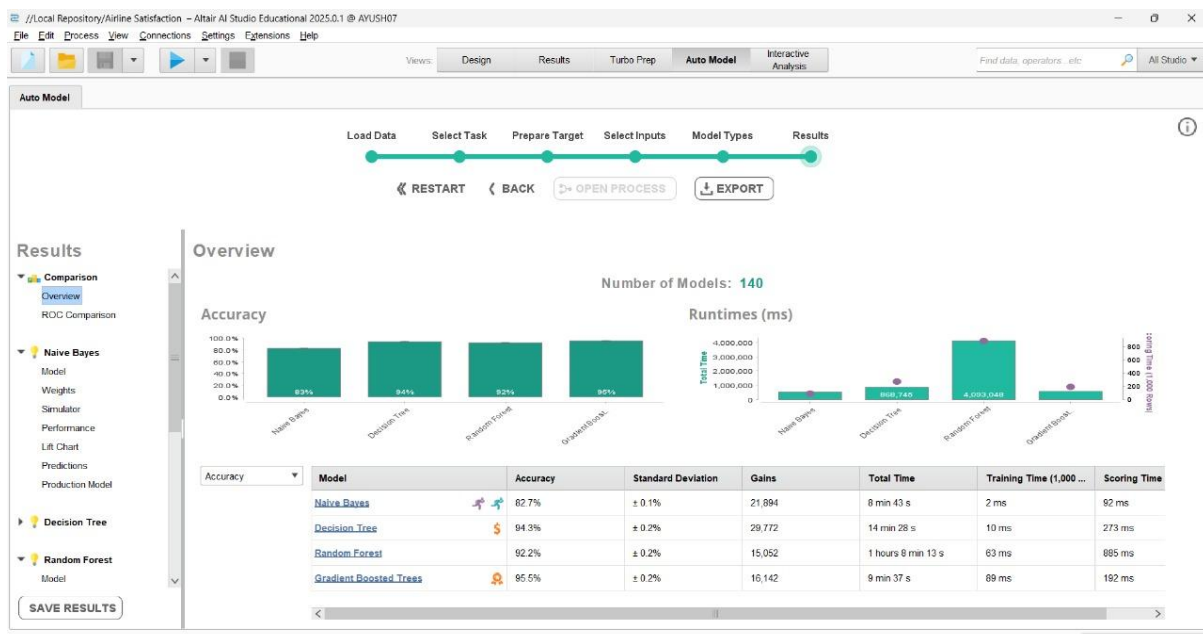 //Local Repository/Airline Satisfaction – Altair AI Studio Educational 2025.0.1 @ AYUSH07
File Edit Process View Connections Settings Extensions Help
Views: Design Results Turbo Prep Auto Model Interactive Analysis Find data, operators...etc All Studio
Auto Model
Load Data Select Task Prepare Target Select Inputs Model Types Results
RESTART BACK OPEN PROCESS EXPORT
Results
Comparison
Overview
ROC Comparison
Naive Bayes
Model
Weights
Simulator
Performance
Lift Chart
Predictions
Production Model
Decision Tree
Random Forest
Model
SAVE RESULTS
Overview
Number of Models: 140
Accuracy
100.0%
80.0%
60.0%
40.0%
20.0%
0.0%
83% 94% 92%
Naive Bayes Decision Tree Random Forest Gradient Boost..
Runtimes (ms)
Total Time
4,000,000
3,000,000
2,000,000
1,000,000
0
4,093,048
800
600
400
200
0
Naive Bayes Decision Tree Random Forest Gradient Boost..
Accuracy
Model Accuracy Standard Deviation Gains Total Time Training Time (1,000 ... Scoring Time
Naive Bayes 82.7% ± 0.1% 21,894 8 min 43 s 2 ms 92 ms
Decision Tree 94.3% ± 0.2% 29,772 14 min 28 s 10 ms 273 ms
Random Forest 92.2% ± 0.2% 15,052 1 hours 8 min 13 s 63 ms 885 ms
Gradient Boosted Trees 95.5% ± 0.2% 16,142 9 min 37 s 89 ms 192 ms